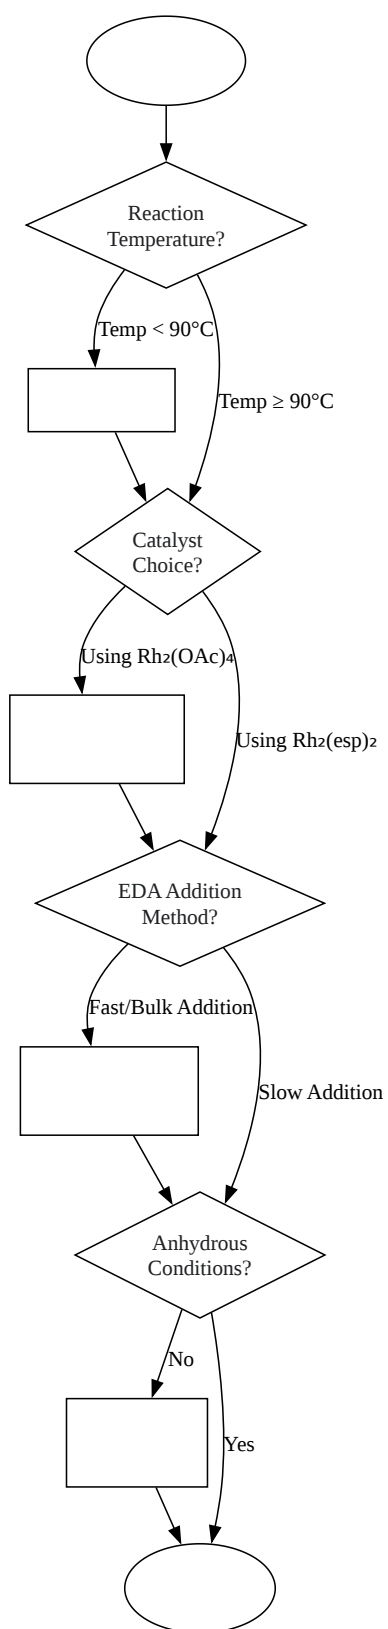 Reaction
Temperature?
Temp < 90°C
Temp ≥ 90°C
Catalyst
Choice?
Using Rh₂(OAc)₄
Using Rh₂(esp)₂
EDA Addition
Method?
Fast/Bulk Addition
Slow Addition
Anhydrous
Conditions?
No
Yes